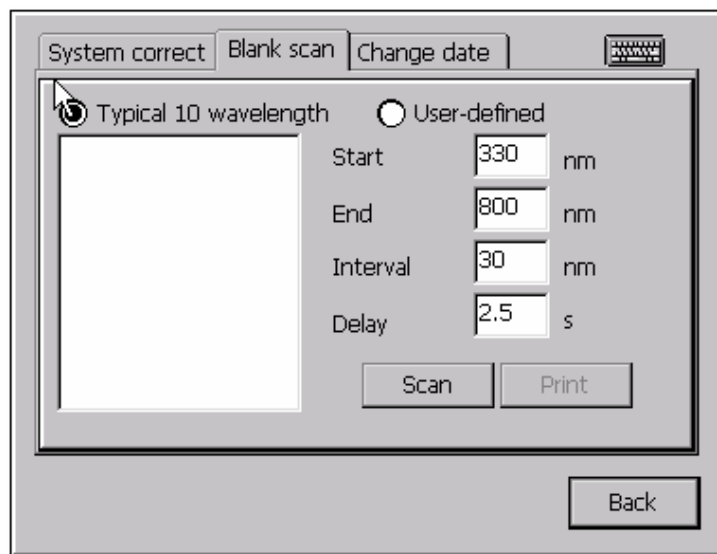 System correct Blank scan Change date
Typical 10 wavelength User-defined
Start 330 nm
End 800 nm
Interval 30 nm
Delay 2.5 s
Scan Print
Back